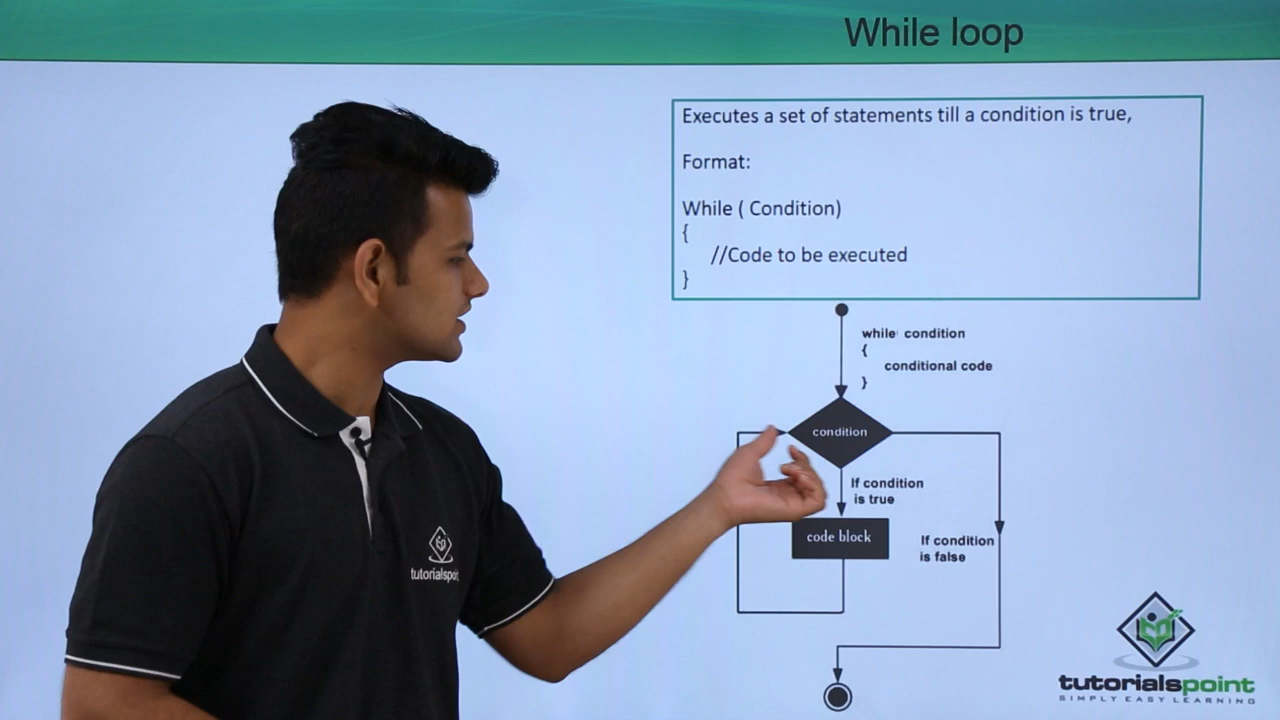 While loop
Executes a set of statements till a condition is true,
Format:
While ( Condition)
{
//Code to be executed
}
while condition
{
conditional code
}
condition
If condition
is true
code block
If condition
is false
tutorialspoint
tutorialspoint
SIMPLY EASY LEARNING